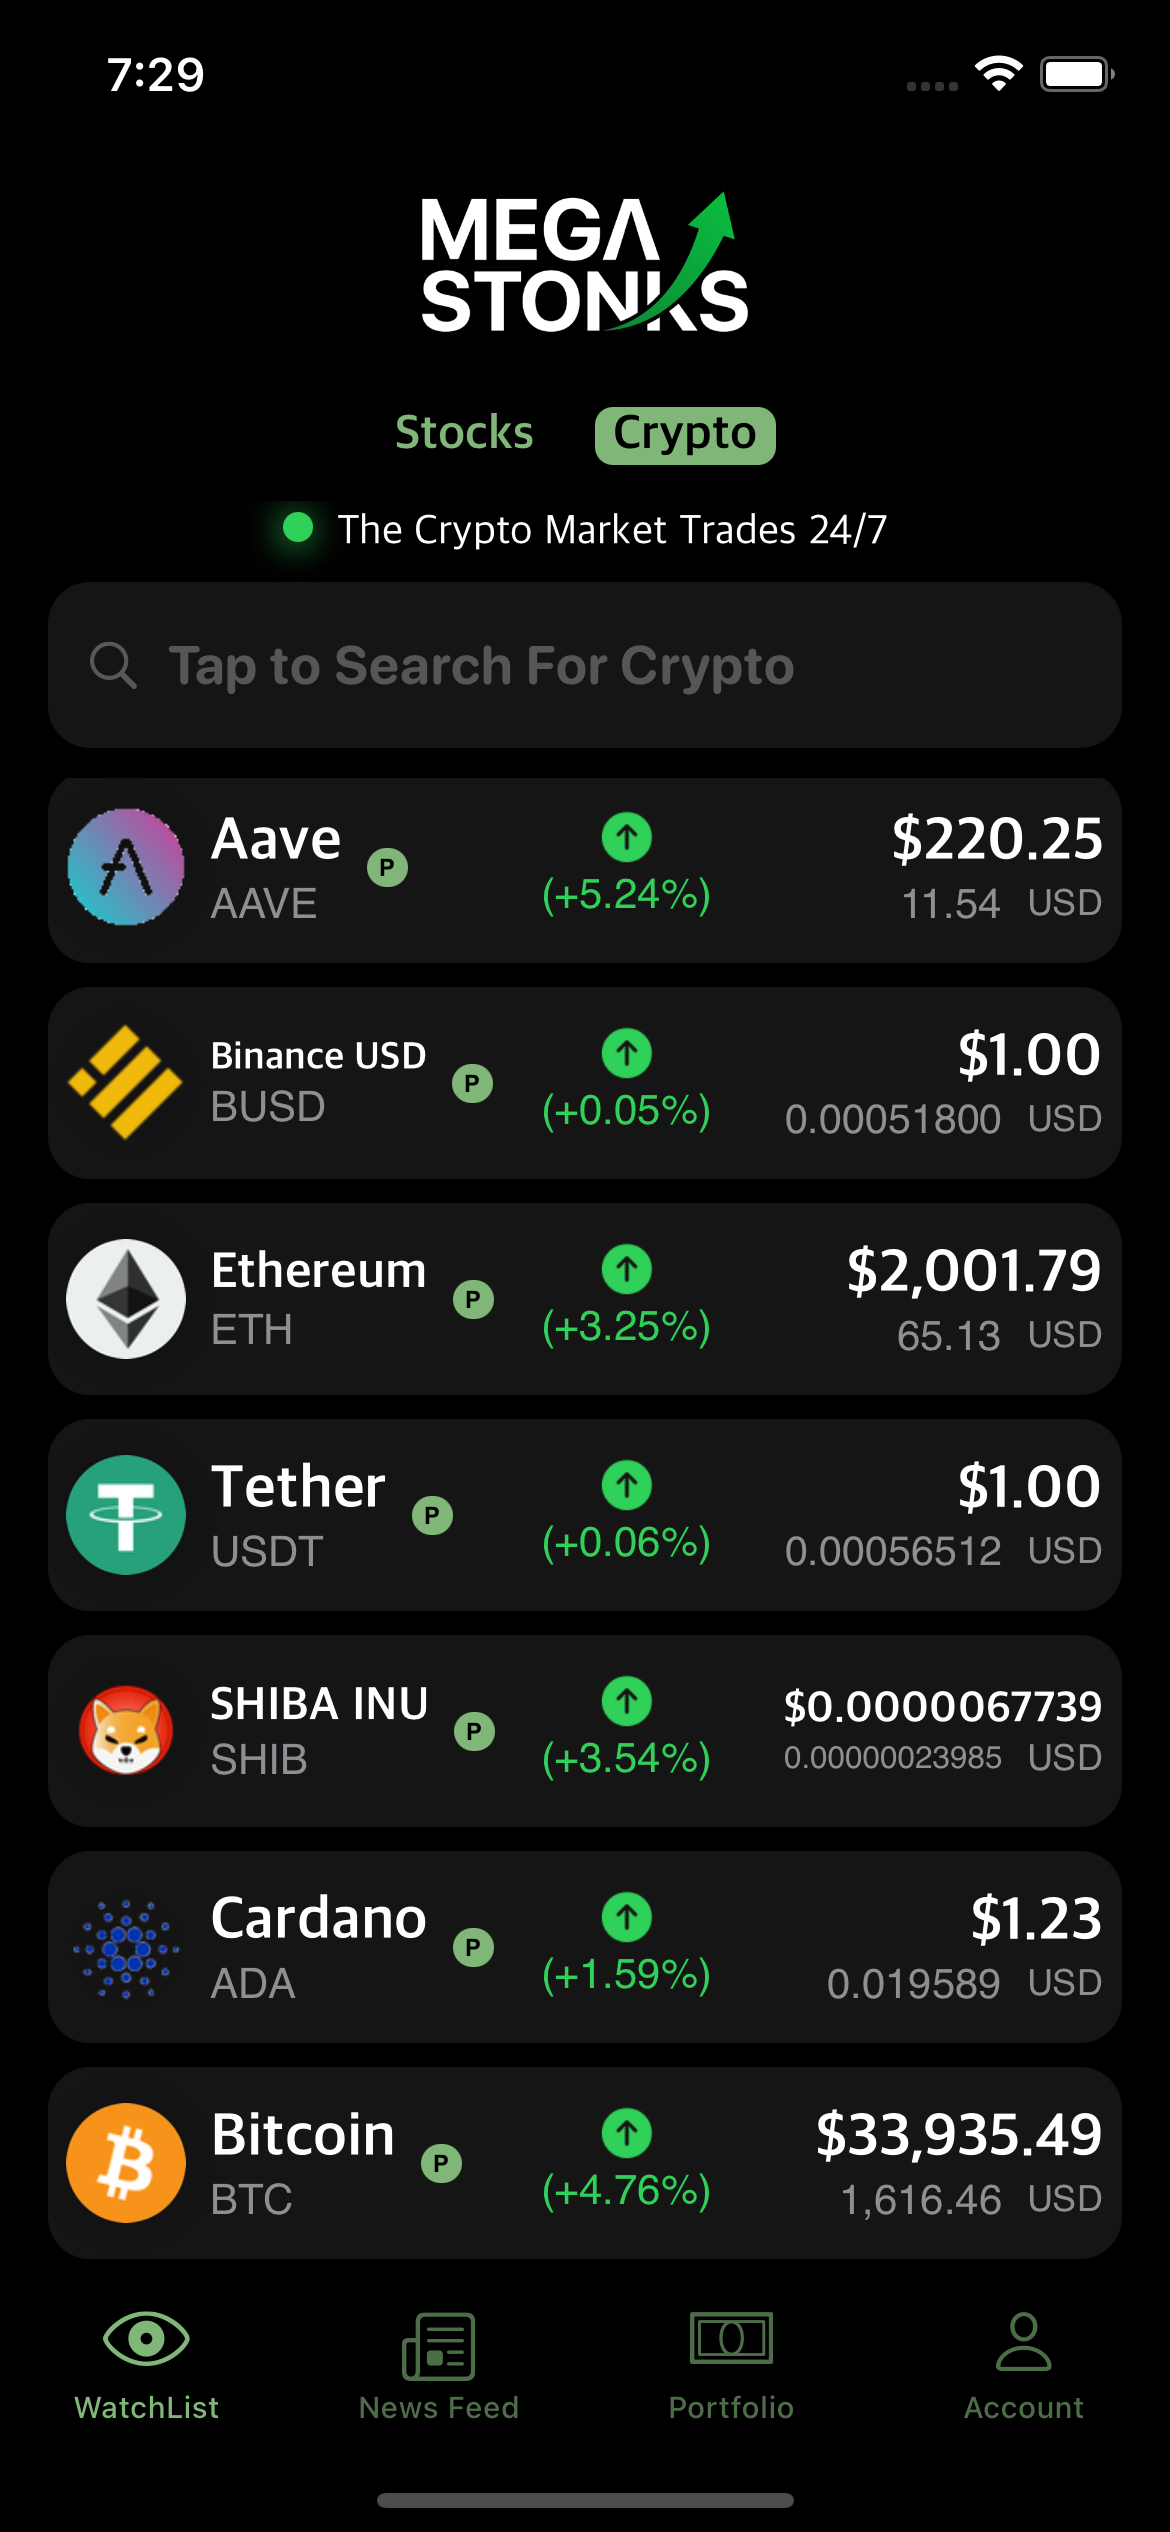 7:29
MEGA
STONKS
Stocks Crypto
The Crypto Market Trades 24/7
Tap to Search For Crypto
Aave P $220.25
AAVE (+5.24%) 11.54 USD
Binance USD P $1.00
BUSD (+0.05%) 0.00051800 USD
Ethereum P $2,001.79
ETH (+3.25%) 65.13 USD
Tether P $1.00
USDT (+0.06%) 0.00056512 USD
SHIBA INU P $0.0000067739
SHIB (+3.54%) 0.00000023985 USD
Cardano P $1.23
ADA (+1.59%) 0.019589 USD
Bitcoin P $33,935.49
BTC (+4.76%) 1,616.46 USD
WatchList News Feed Portfolio Account